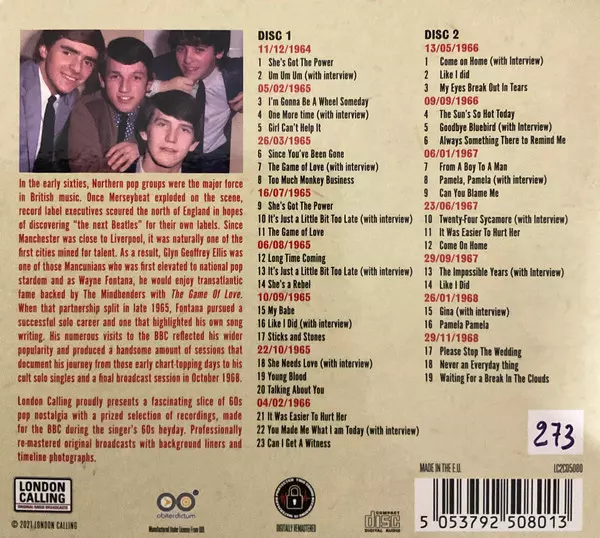 In the early sixties, Northern pop groups were the major force
in British music. Once Merseybeat exploded on the scene,
record label executives scoured the north of England in hopes
of discovering "the next Beatles" for their own labels. Since
Manchester was close to Liverpool, it was naturally one of the
first cities mined for talent. As a result, Glyn Geoffrey Ellis was
one of those Mancunians who was first elevated to national pop
stardom and as Wayne Fontana, he would enjoy transatlantic
fame backed by The Mindbenders with The Game Of Love.
When that partnership split in late 1965, Fontana pursued a
successful solo career and one that highlighted his own song
writing. His numerous visits to the BBC reflected his wider
popularity and produced a handsome amount of sessions that
document his journey from those early chart-topping days to his
cult solo singles and a final broadcast session in October 1968.
London Calling proudly presents a fascinating slice of 60s
pop nostalgia with a prized selection of recordings, made
for the BBC during the singer's 60s heyday. Professionally
re-mastered original broadcasts with background liners and
timeline photographs.
DISC 1
11/12/1964
1 She's Got The Power
2 Um Um Um (with interview)
05/02/1965
3 I'm Gonna Be A Wheel Someday
4 One More time (with interview)
5 Girl Can't Help It
26/03/1965
6 Since You've Been Gone
7 The Game of Love (with interview)
8 Too Much Monkey Business
16/07/1965
9 She's Got The Power
10 It's Just a Little Bit Too Late (with interview)
11 The Game of Love
06/08/1965
12 Long Time Coming
13 It's Just a Little Bit Too Late (with interview)
14 She's a Rebel
10/09/1965
15 My Babe
16 Like I Did (with interview)
17 Sticks and Stones
22/10/1965
18 She Needs Love (with interview)
19 Young Blood
20 Talking About You
04/02/1966
21 It Was Easier To Hurt Her
22 You Made Me What I am Today (with interview)
23 Can I Get A Witness
DISC 2
13/05/1966
1 Come on Home (with Interview)
2 Like I did
3 My Eyes Break Out In Tears
09/09/1966
4 The Sun's So Hot Today
5 Goodbye Bluebird (with Interview)
6 Always Something There to Remind Me
06/01/1967
7 From A Boy To A Man
8 Pamela, Pamela (with interview)
9 Can You Blame Me
23/06/1967
10 Twenty-Four Sycamore (with interview)
11 It Was Easier To Hurt Her
12 Come On Home
29/09/1967
13 The Impossible Years (with interview)
14 Like I Did
26/01/1968
15 Gina (with interview)
16 Pamela Pamela
29/11/1968
17 Please Stop The Wedding
18 Never an Everyday thing
19 Waiting For a Break In The Clouds
273
MADE IN THE E.U.
LC2CD5080
LONDON
CALLING
ORIGINAL RADIO BROADCASTS
© 2021 LONDON CALLING
obiterdictum
Manufactured Under License From ODS
DIGITALLY REMASTERED
COMPACT
disc
DIGITAL AUDIO
5 053792 508013